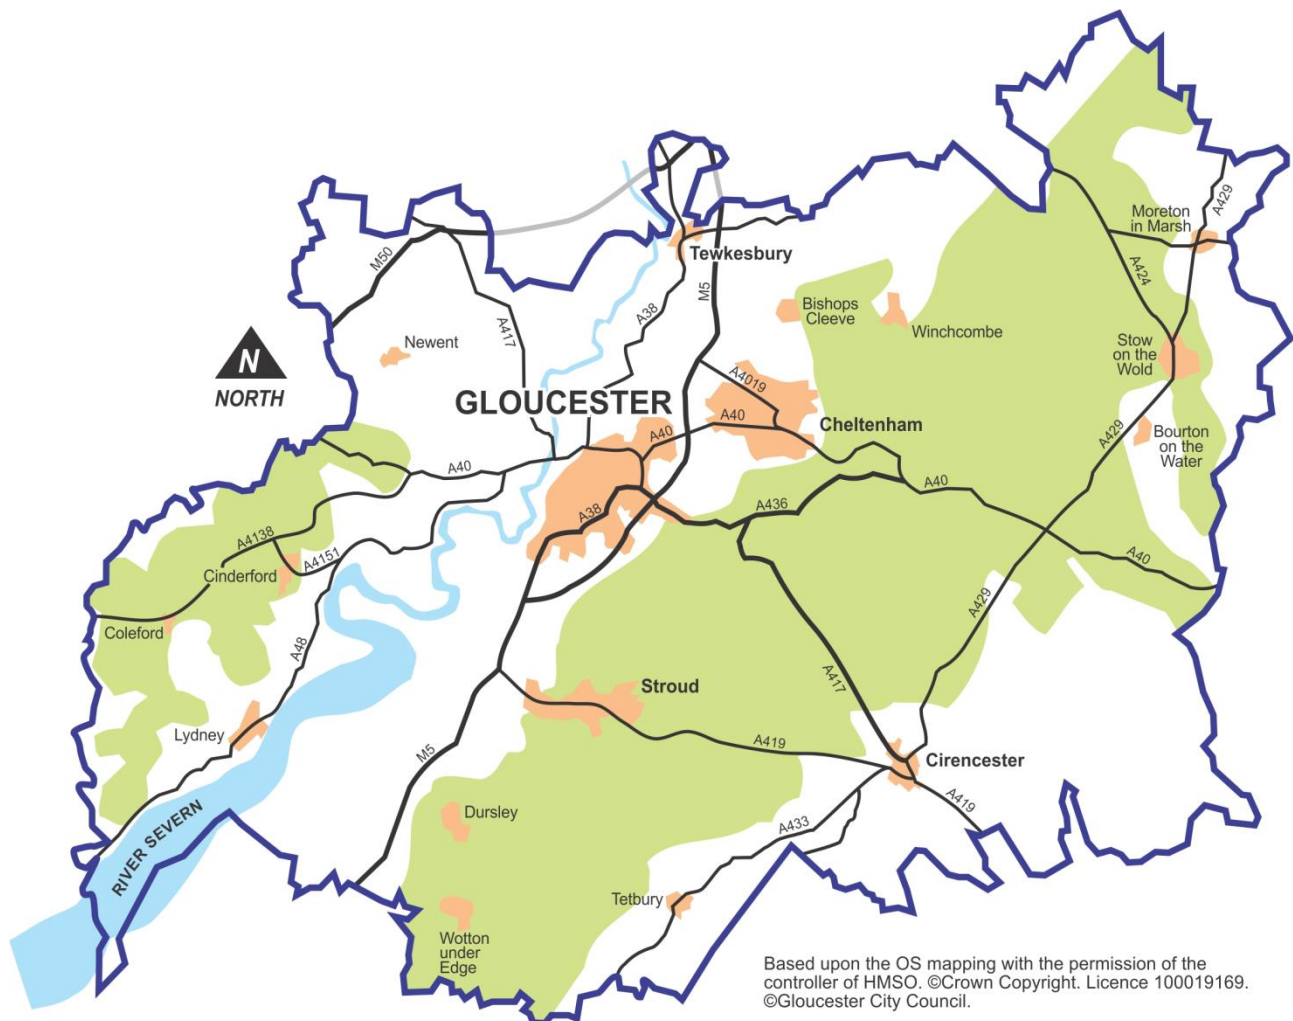 A429
Moreton
in Marsh
M50
Tewkesbury
A424
M5
A38
Bishops
Cleeve
Winchcombe
A417
Newent
Stow
on the
Wold
N
NORTH
GLOUCESTER
A4019
A40
Cheltenham
A40
A429
Bourton
on the
Water
A40
A436
A40
A38
A4138
A4151
A40
Cinderford
A429
Coleford
A48
A417
Stroud
Lydney
A419
M5
Cirencester
A419
RIVER SEVERN
Dursley
A433
Tetbury
Wotton
under
Edge
Based upon the OS mapping with the permission of the
controller of HMSO. ©Crown Copyright. Licence 100019169.
©Gloucester City Council.